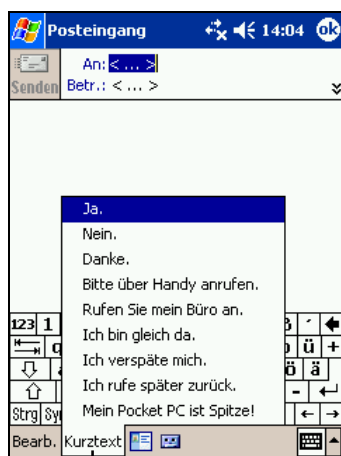 Posteingang 14:04 ok
Senden An: < ... >
Betr.: < ... >
Ja.
Nein.
Danke.
Bitte über Handy anrufen.
Rufen Sie mein Büro an.
Ich bin gleich da.
Ich verspäte mich.
Ich rufe später zurück.
Mein Pocket PC ist Spitze!
123 1 ß ´
q ü +
ö ä
-
Strg
Bearb. Kurztext